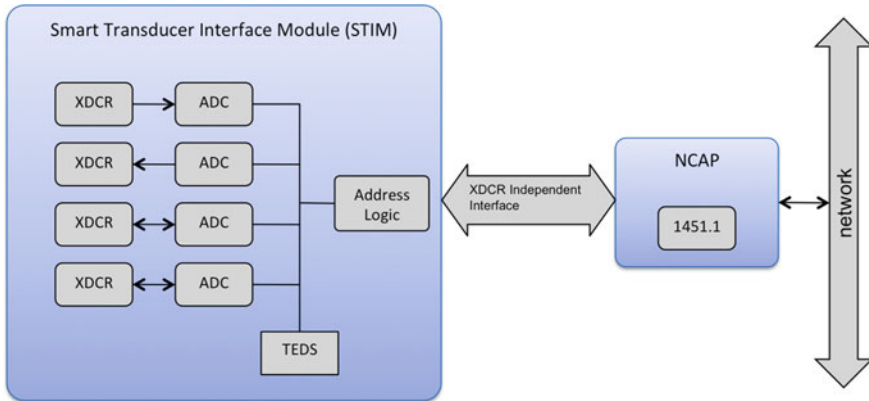 Smart Transducer Interface Module (STIM)
XDCR
ADC
XDCR
ADC
XDCR
ADC
XDCR
ADC
Address
Logic
TEDS
XDCR Independent
Interface
NCAP
1451.1
network